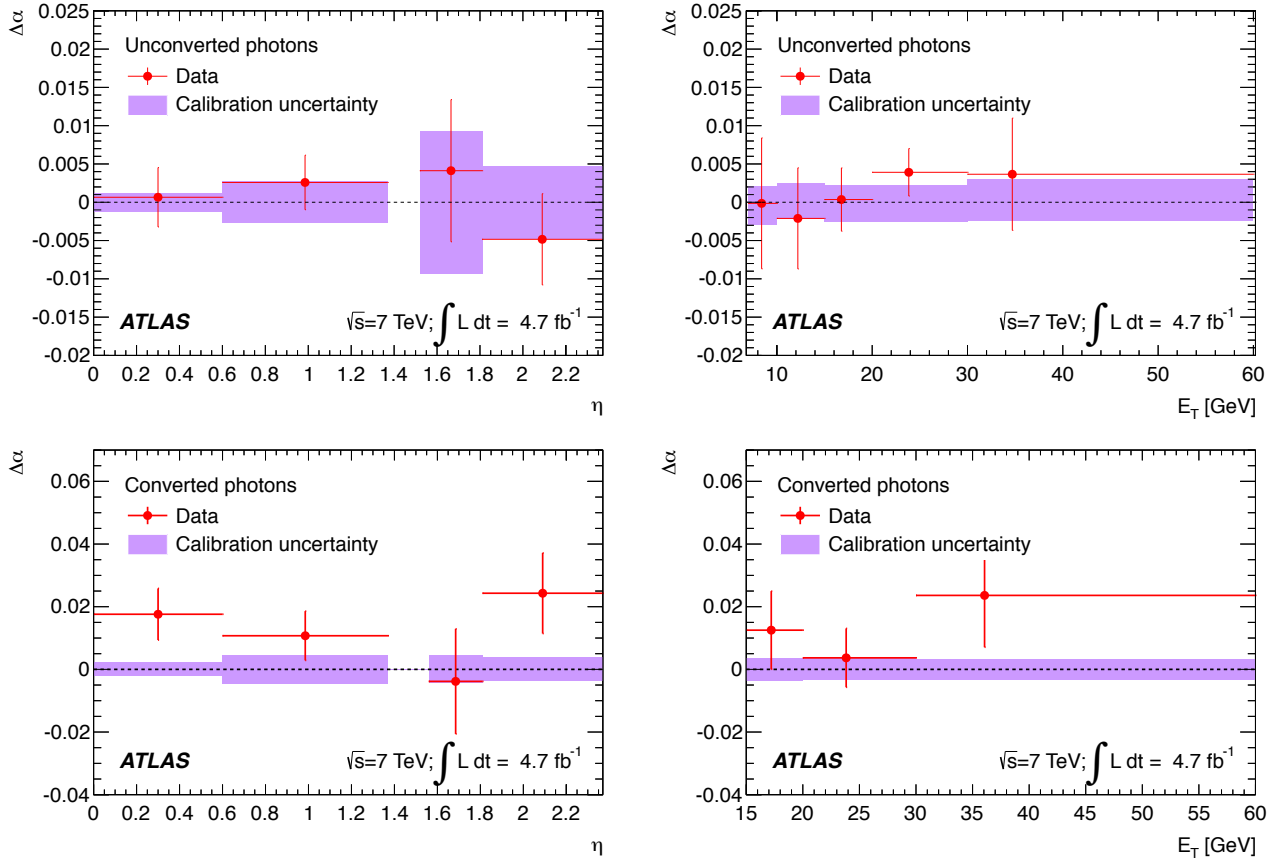 Δα
0.025
0.02
0.015
0.01
0.005
0
-0.005
-0.01
-0.015
-0.02
Unconverted photons
Data
Calibration uncertainty
ATLAS
√s=7 TeV; ∫ L dt = 4.7 fb⁻¹
0 0.2 0.4 0.6 0.8 1 1.2 1.4 1.6 1.8 2 2.2
η
Δα
0.025
0.02
0.015
0.01
0.005
0
-0.005
-0.01
-0.015
-0.02
Unconverted photons
Data
Calibration uncertainty
ATLAS
√s=7 TeV; ∫ L dt = 4.7 fb⁻¹
10 20 30 40 50 60
E_T [GeV]
Δα
0.06
0.04
0.02
0
-0.02
-0.04
Converted photons
Data
Calibration uncertainty
ATLAS
√s=7 TeV; ∫ L dt = 4.7 fb⁻¹
0 0.2 0.4 0.6 0.8 1 1.2 1.4 1.6 1.8 2 2.2
η
Δα
0.06
0.04
0.02
0
-0.02
-0.04
Converted photons
Data
Calibration uncertainty
ATLAS
√s=7 TeV; ∫ L dt = 4.7 fb⁻¹
15 20 25 30 35 40 45 50 55 60
E_T [GeV]